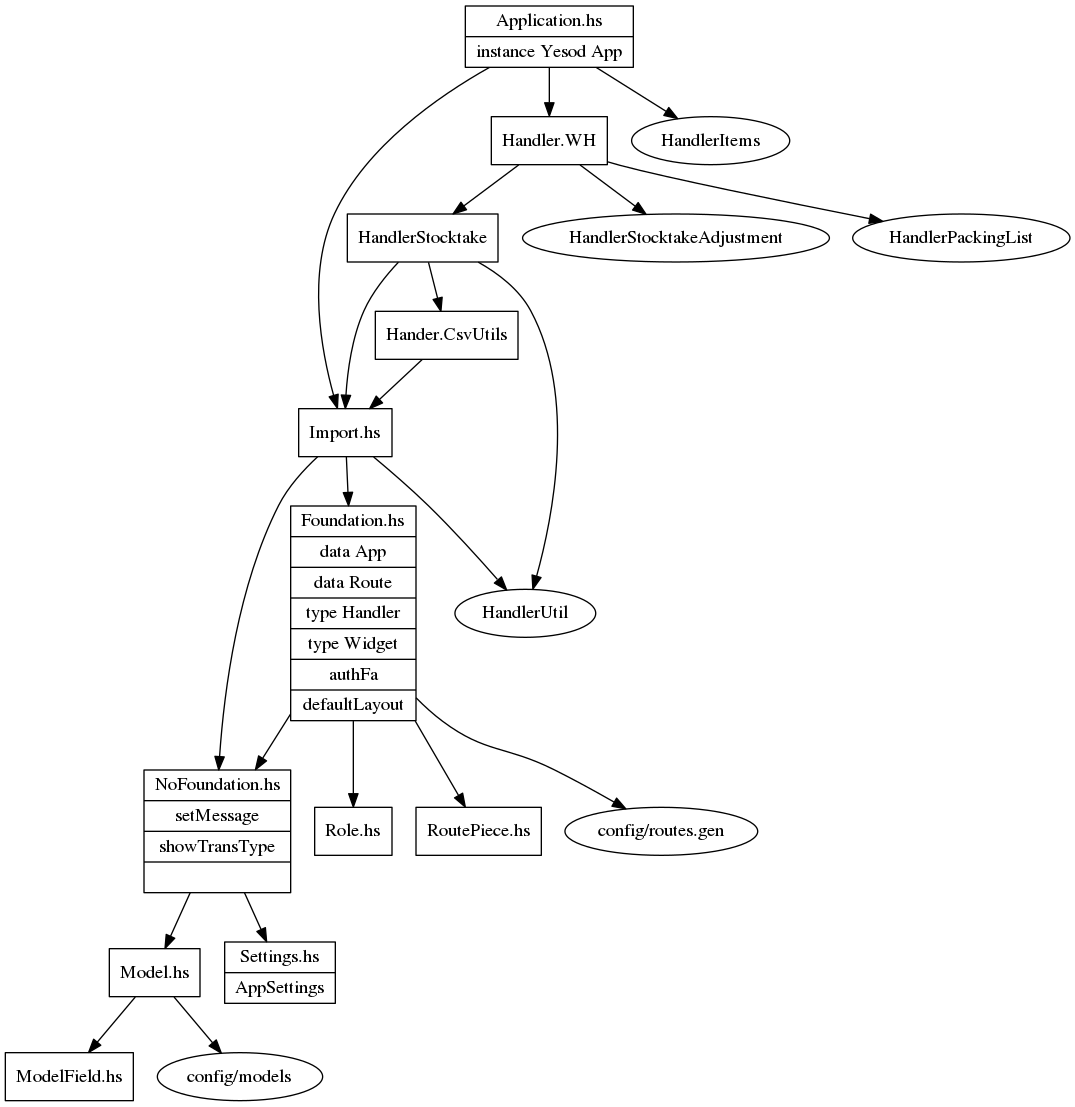 Application.hs
instance Yesod App
Handler.WH
HandlerItems
HandlerStocktake
HandlerStocktakeAdjustment
HandlerPackingList
Hander.CsvUtils
Import.hs
Foundation.hs
data App
data Route
type Handler
type Widget
authFa
defaultLayout
HandlerUtil
NoFoundation.hs
setMessage
showTransType
Role.hs
RoutePiece.hs
config/routes.gen
Model.hs
Settings.hs
AppSettings
ModelField.hs
config/models